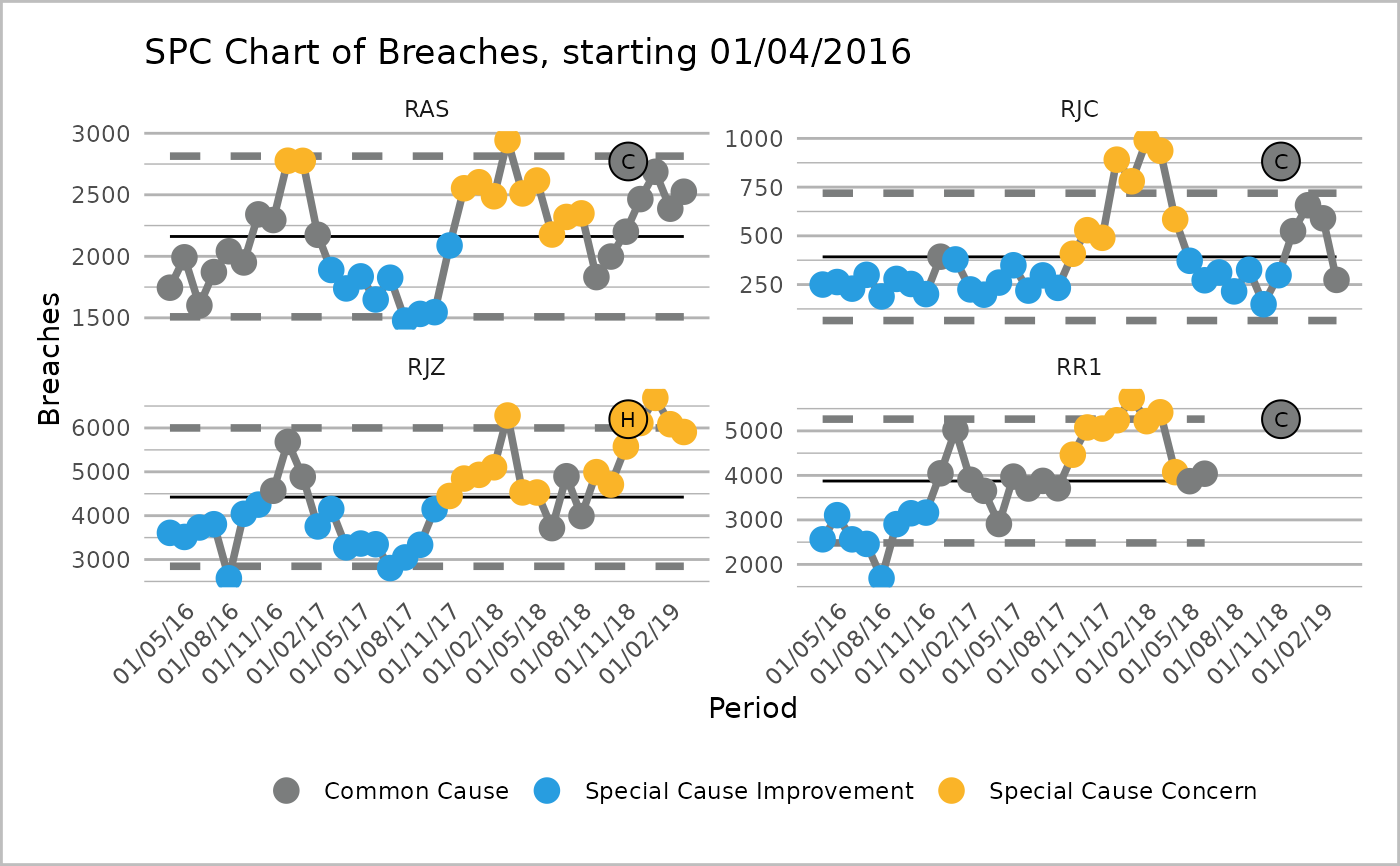 SPC Chart of Breaches, starting 01/04/2016
RAS
RJC
3000
2500
2000
1500
C
1000
750
500
250
C
Breaches
RJZ
RR1
6000
5000
4000
3000
H
5000
4000
3000
2000
C
01/05/16 01/08/16 01/11/16 01/02/17 01/05/17 01/08/17 01/11/17 01/02/18 01/05/18 01/08/18 01/11/18 01/02/19
01/05/16 01/08/16 01/11/16 01/02/17 01/05/17 01/08/17 01/11/17 01/02/18 01/05/18 01/08/18 01/11/18 01/02/19
Period
Common Cause Special Cause Improvement Special Cause Concern